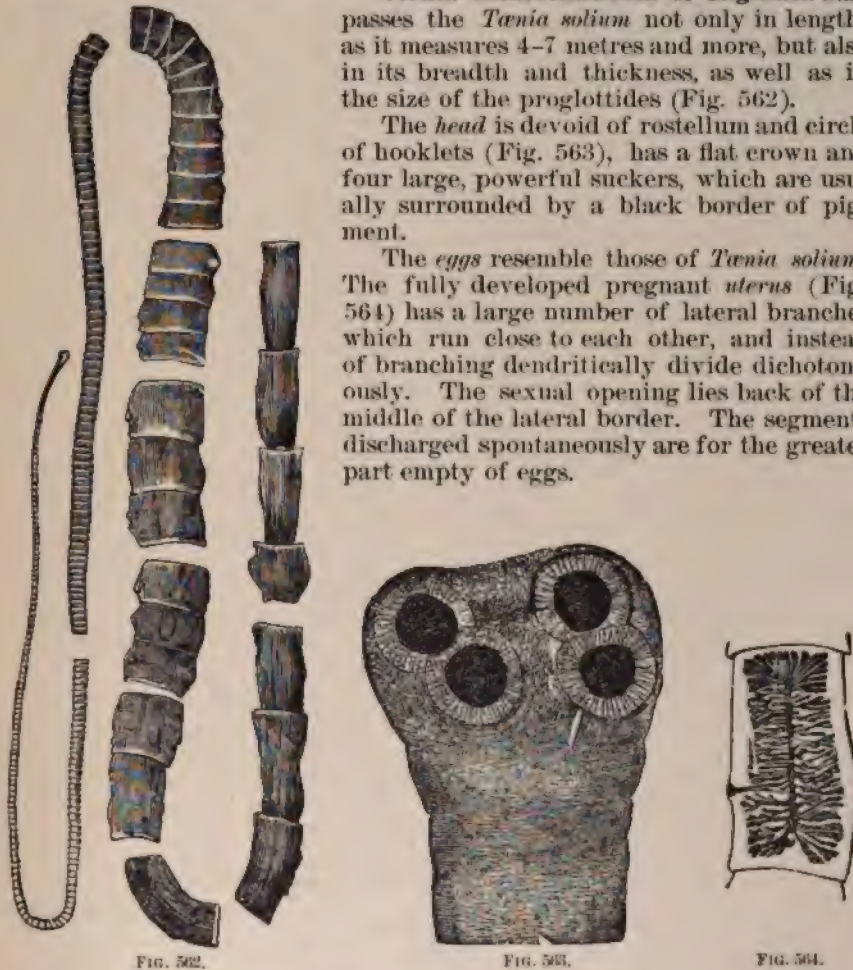 passes the Tænia solium not only in length
as it measures 4–7 metres and more, but als
in its breadth and thickness, as well as i
the size of the proglottides (Fig. 562).
The head is devoid of rostellum and circl
of hooklets (Fig. 563), has a flat crown an
four large, powerful suckers, which are usu
ally surrounded by a black border of pig
ment.
The eggs resemble those of Tænia solium
The fully developed pregnant uterus (Fig
564) has a large number of lateral branche
which run close to each other, and instea
of branching dendritically divide dichotom
ously. The sexual opening lies back of th
middle of the lateral border. The segment
discharged spontaneously are for the greate
part empty of eggs.
FIG. 562.
FIG. 563.
FIG. 564.